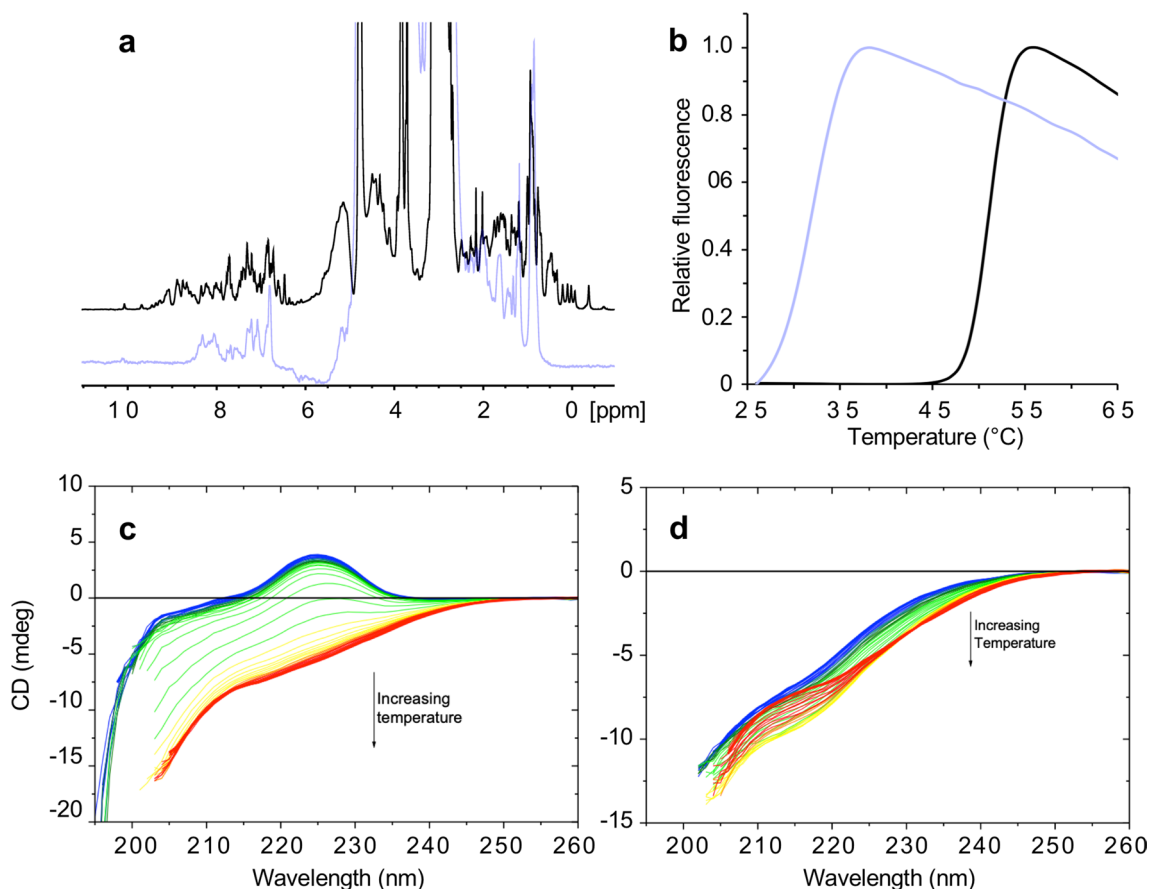 a
10 8 6 4 2 0 [ppm]
b
Relative fluorescence
1.0
0.8
06
0.4
0.2
0
25 35 45 55 65
Temperature (°C)
c
CD (mdeg)
10
5
0
-5
-10
-15
-20
Increasing
temperature
200 210 220 230 240 250 260
Wavelength (nm)
d
5
0
-5
-10
-15
Increasing
Temperature
200 210 220 230 240 250 260
Wavelength (nm)